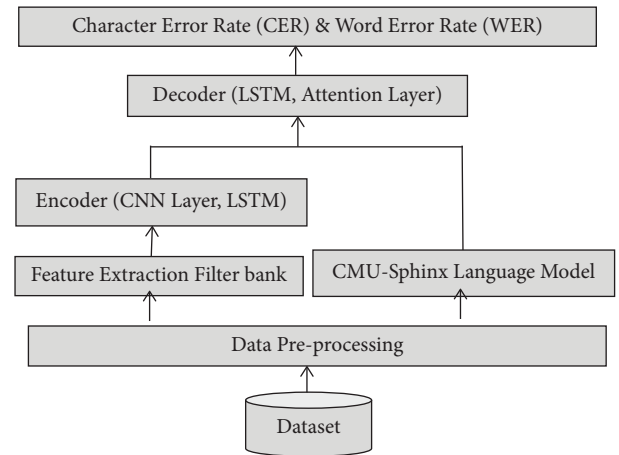 Character Error Rate (CER) & Word Error Rate (WER)
Decoder (LSTM, Attention Layer)
Encoder (CNN Layer, LSTM)
Feature Extraction Filter bank
CMU-Sphinx Language Model
Data Pre-processing
Dataset